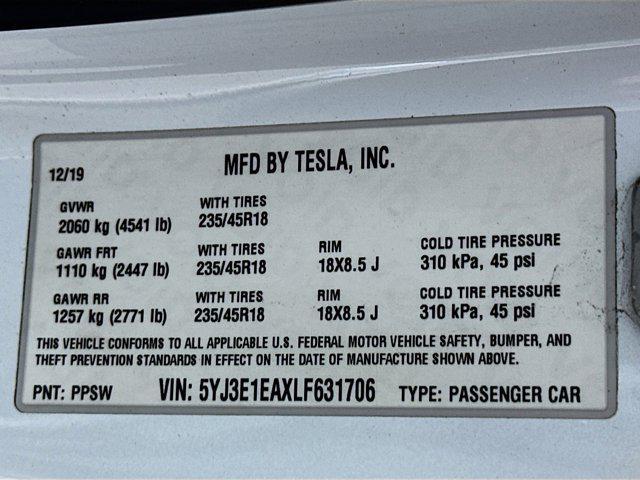 MFD BY TESLA, INC.
12/19
GVWR WITH TIRES
2060 kg (4541 lb) 235/45R18
GAWR FRT WITH TIRES RIM COLD TIRE PRESSURE
1110 kg (2447 lb) 235/45R18 18X8.5 J 310 kPa, 45 psi
GAWR RR WITH TIRES RIM COLD TIRE PRESSURE
1257 kg (2771 lb) 235/45R18 18X8.5 J 310 kPa, 45 psi
THIS VEHICLE CONFORMS TO ALL APPLICABLE U.S. FEDERAL MOTOR VEHICLE SAFETY, BUMPER, AND
THEFT PREVENTION STANDARDS IN EFFECT ON THE DATE OF MANUFACTURE SHOWN ABOVE.
PNT: PPSW VIN: 5YJ3E1EAXLF631706 TYPE: PASSENGER CAR